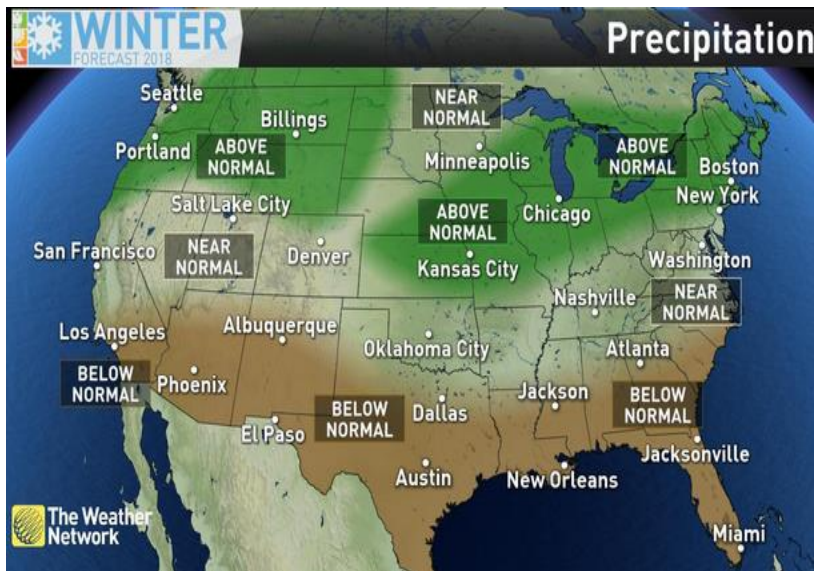 WINTER
FORECAST 2018
Precipitation
Seattle
NEAR
NORMAL
Billings
Portland
ABOVE
NORMAL
Minneapolis
ABOVE
NORMAL
Boston
New York
Salt Lake City
ABOVE
NORMAL
Chicago
San Francisco
NEAR
NORMAL
Denver
Kansas City
Washington
Nashville
NEAR
NORMAL
Los Angeles
Albuquerque
Oklahoma City
Atlanta
BELOW
NORMAL
Phoenix
BELOW
NORMAL
Dallas
Jackson
BELOW
NORMAL
El Paso
Jacksonville
Austin
New Orleans
The Weather
Network
Miami